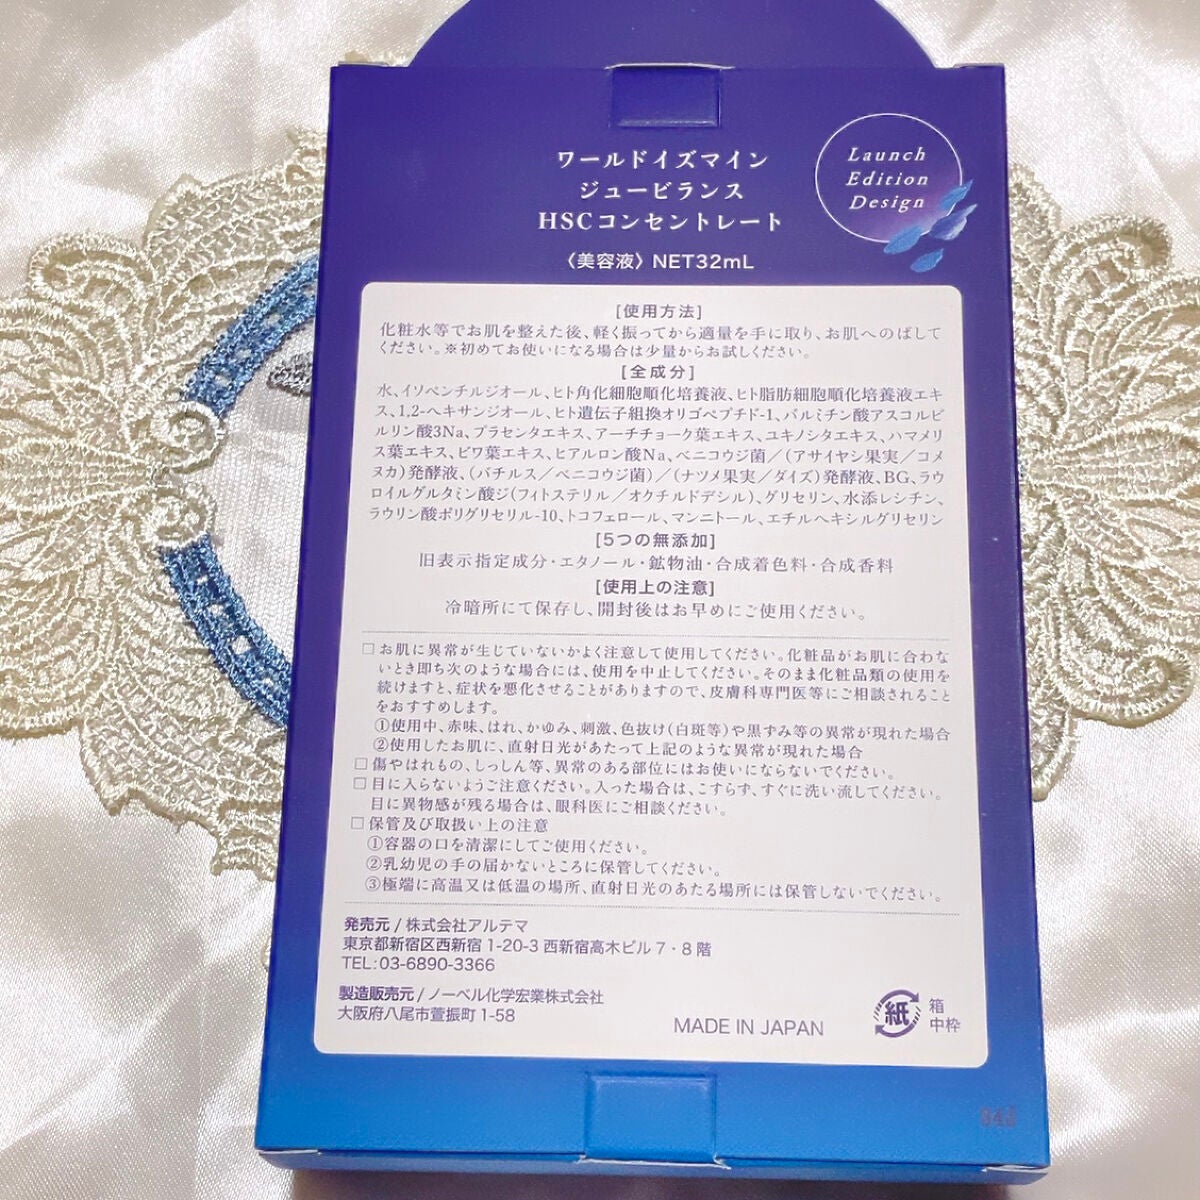 ワールドイズマイン
ジュービランス
HSCコンセントレート
〈美容液〉NET32mL
Launch
Edition
Design
[使用方法]
化粧水等でお肌を整えた後、軽く振ってから適量を手に取り、お肌へのばして
ください。※初めてお使いになる場合は少量からお試しください。
[全成分]
水、イソペンチルジオール、ヒト角化細胞順化培養液、ヒト脂肪細胞順化培養液エキ
ス、1,2-ヘキサンジオール、ヒト遺伝子組換オリゴペプチド-1、パルミチン酸アスコルビ
ルリン酸3Na、プラセンタエキス、アーチチョーク葉エキス、ユキノシタエキス、ハマメリ
ス葉エキス、ビワ葉エキス、ヒアルロン酸Na、ベニコウジ菌／(アサイヤシ果実／コメ
ヌカ)発酵液、(バチルス／ベニコウジ菌)／(ナツメ果実／ダイズ)発酵液、BG、ラウ
ロイルグルタミン酸ジ(フィトステリル／オクチルドデシル)、グリセリン、水添レシチン、
ラウリン酸ポリグリセリル-10、トコフェロール、マンニトール、エチルヘキシルグリセリン
[5つの無添加]
旧表示指定成分・エタノール・鉱物油・合成着色料・合成香料
[使用上の注意]
冷暗所にて保存し、開封後はお早めにご使用ください。
□お肌に異常が生じていないかよく注意して使用してください。化粧品がお肌に合わな
いとき即ち次のような場合には、使用を中止してください。そのまま化粧品類の使用を
続けますと、症状を悪化させることがありますので、皮膚科専門医等にご相談されること
をおすすめします。
①使用中、赤味、はれ、かゆみ、刺激、色抜け(白斑等)や黒ずみ等の異常が現れた場合
②使用したお肌に、直射日光があたって上記のような異常が現れた場合
□傷やはれもの、しっしん等、異常のある部位にはお使いにならないでください。
□目に入らないようご注意ください。入った場合は、こすらず、すぐに洗い流してください。
目に異物感が残る場合は、眼科医にご相談ください。
□保管及び取扱い上の注意
①容器の口を清潔にしてご使用ください。
②乳幼児の手の届かないところに保管してください。
③極端に高温又は低温の場所、直射日光のあたる場所には保管しないでください。
発売元 / 株式会社アルテマ
東京都新宿区西新宿 1-20-3 西新宿高木ビル 7・8 階
TEL:03-6890-3366
製造販売元 / ノーベル化学宏業株式会社
大阪府八尾市萱振町 1-58
MADE IN JAPAN
紙
箱
中枠